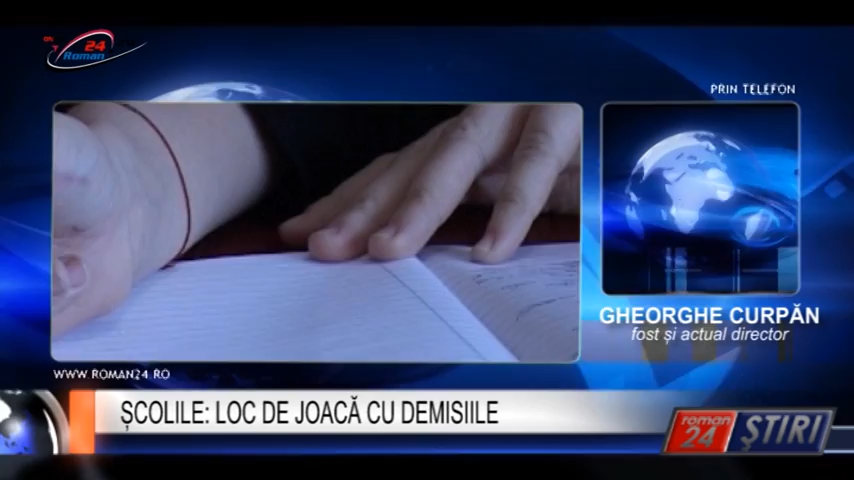 ON
24
Roman
PRIN TELEFON
GHEORGHE CURPĂN
fost și actual director
WWW.ROMAN24.RO
ȘCOLILE: LOC DE JOACĂ CU DEMISIILE
roman
24
ȘTIRI